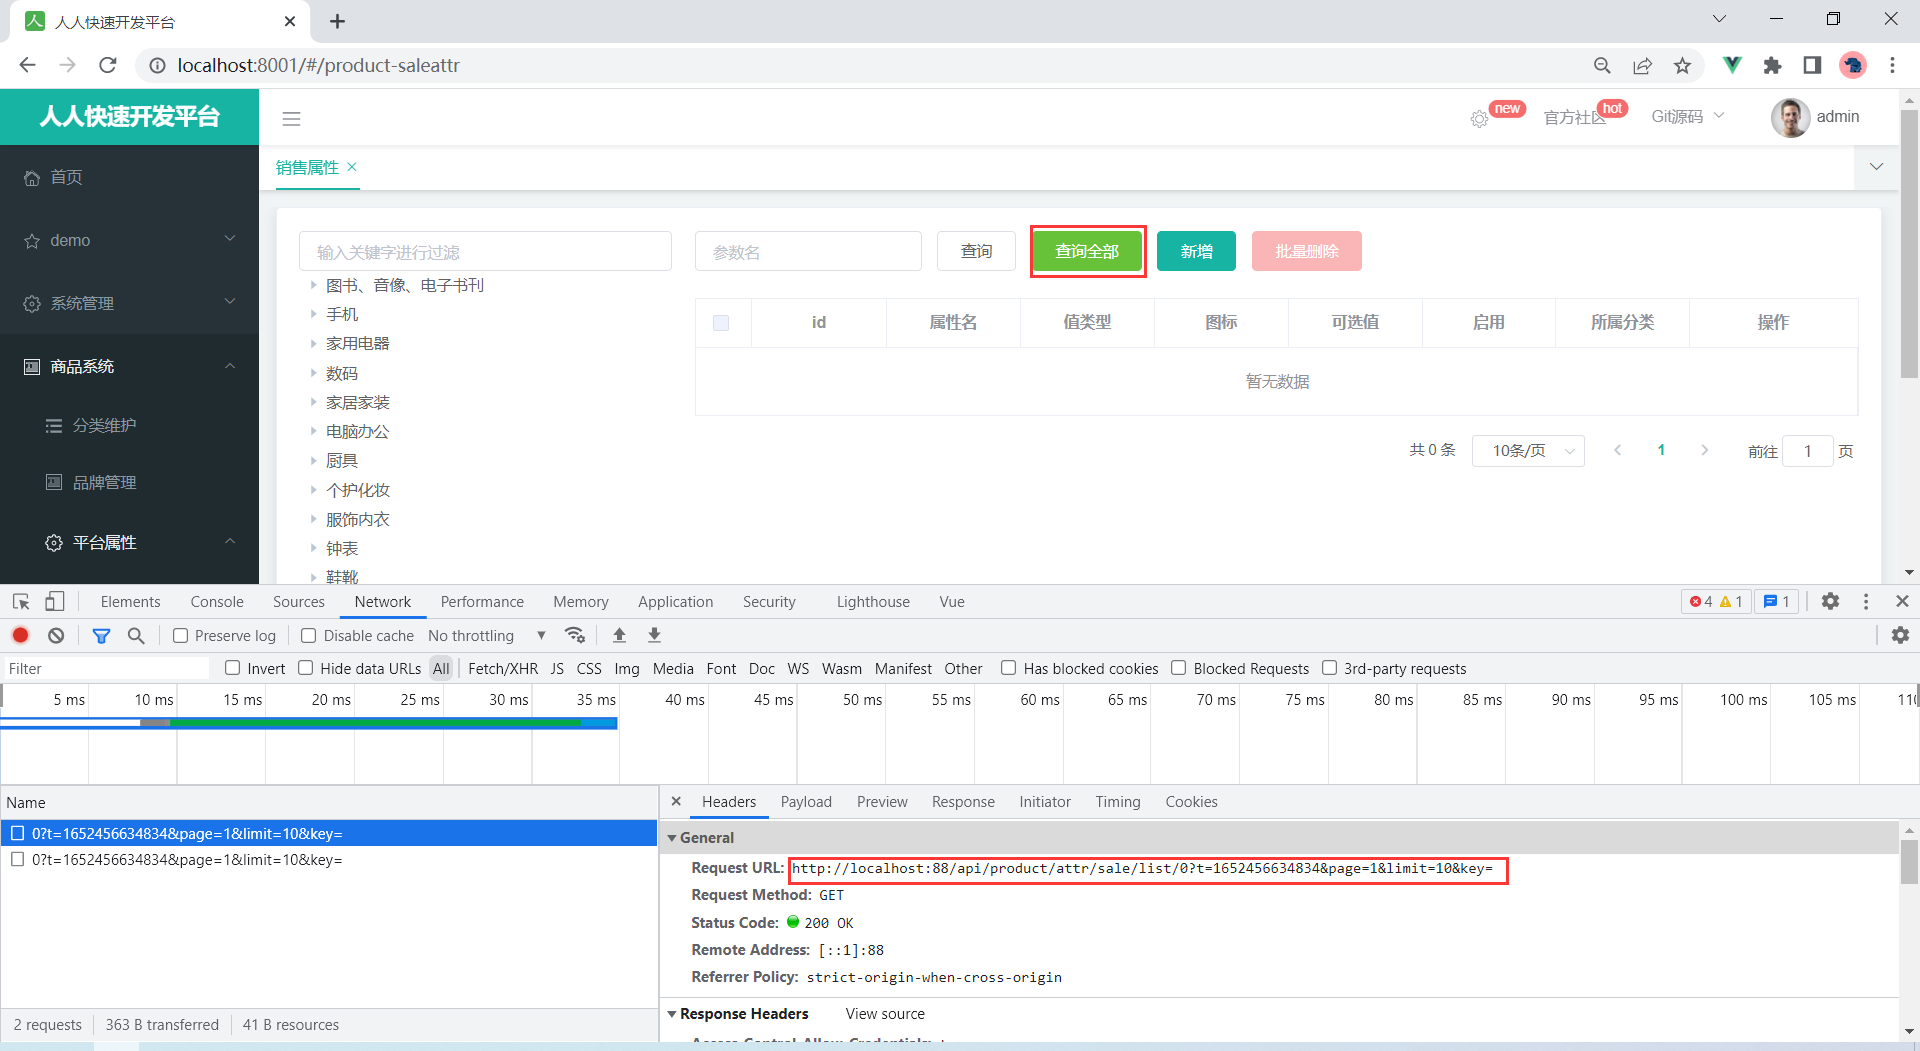 人人快速开发平台
localhost:8001/#/product-saleattr
人人快速开发平台
new
官方社区
hot
Git源码
admin
首页
demo
系统管理
商品系统
分类维护
品牌管理
平台属性
销售属性
输入关键字进行过滤
图书、音像、电子书刊
手机
家用电器
数码
家居家装
电脑办公
厨具
个护化妆
服饰内衣
钟表
鞋靴
参数名 查询 查询全部 新增 批量删除
id 属性名 值类型 图标 可选值 启用 所属分类 操作
暂无数据
共 0 条 10条/页 1 前往 1 页
Elements Console Sources Network Performance Memory Application Security Lighthouse Vue 4 1 1
Preserve log Disable cache No throttling
Filter Invert Hide data URLs All Fetch/XHR JS CSS Img Media Font Doc WS Wasm Manifest Other Has blocked cookies Blocked Requests 3rd-party requests
5 ms 10 ms 15 ms 20 ms 25 ms 30 ms 35 ms 40 ms 45 ms 50 ms 55 ms 60 ms 65 ms 70 ms 75 ms 80 ms 85 ms 90 ms 95 ms 100 ms 105 ms
Name
0?t=1652456634834&page=1&limit=10&key=
0?t=1652456634834&page=1&limit=10&key=
2 requests 363 B transferred 41 B resources
Headers Payload Preview Response Initiator Timing Cookies
General
Request URL: http://localhost:88/api/product/attr/sale/list/0?t=1652456634834&page=1&limit=10&key=
Request Method: GET
Status Code: 200 OK
Remote Address: [::1]:88
Referrer Policy: strict-origin-when-cross-origin
Response Headers View source